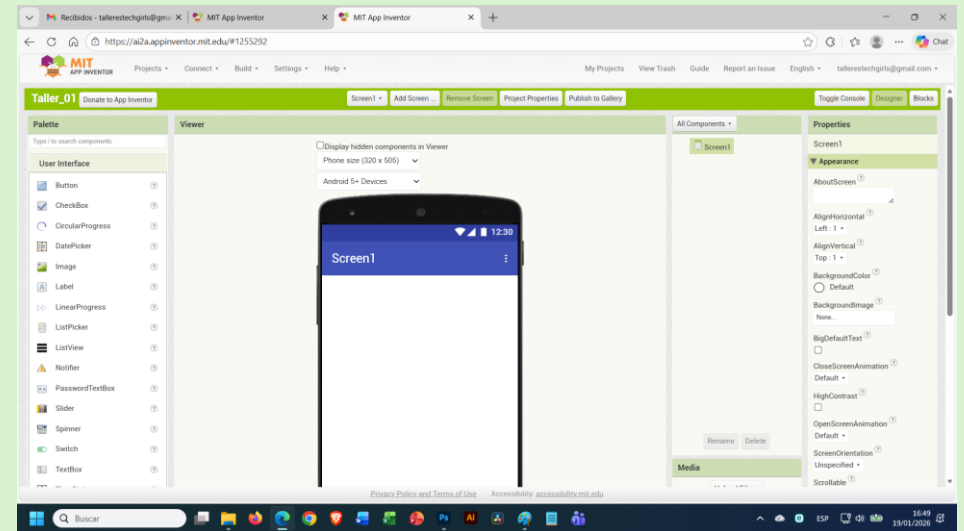 Recibidos - tallerestechgirls@gma
MIT App Inventor
MIT App Inventor
https://ai2a.appinventor.mit.edu/#1255292
Chat
MIT
APP INVENTOR
Projects
Connect
Build
Settings
Help
My Projects
View Trash
Guide
Report an Issue
English
tallerestechgirls@gmail.com
Taller_01
Donate to App Inventor
Screen1
Add Screen ...
Remove Screen
Project Properties
Publish to Gallery
Toggle Console
Designer
Blocks
Palette
Type / to search components
User Interface
Button
CheckBox
CircularProgress
DatePicker
Image
Label
LinearProgress
ListPicker
ListView
Notifier
PasswordTextBox
Slider
Spinner
Switch
TextBox
Viewer
Display hidden components in Viewer
Phone size (320 x 505)
Android 5+ Devices
12:30
Screen1
All Components
Screen1
Rename
Delete
Media
Properties
Screen1
Appearance
AboutScreen
AlignHorizontal
Left : 1
AlignVertical
Top : 1
BackgroundColor
Default
BackgroundImage
None...
BigDefaultText
CloseScreenAnimation
Default
HighContrast
OpenScreenAnimation
Default
ScreenOrientation
Unspecified
Scrollable
Privacy Policy and Terms of Use
Accessibility: accessibility.mit.edu
Buscar
ESP
16:49
19/01/2026